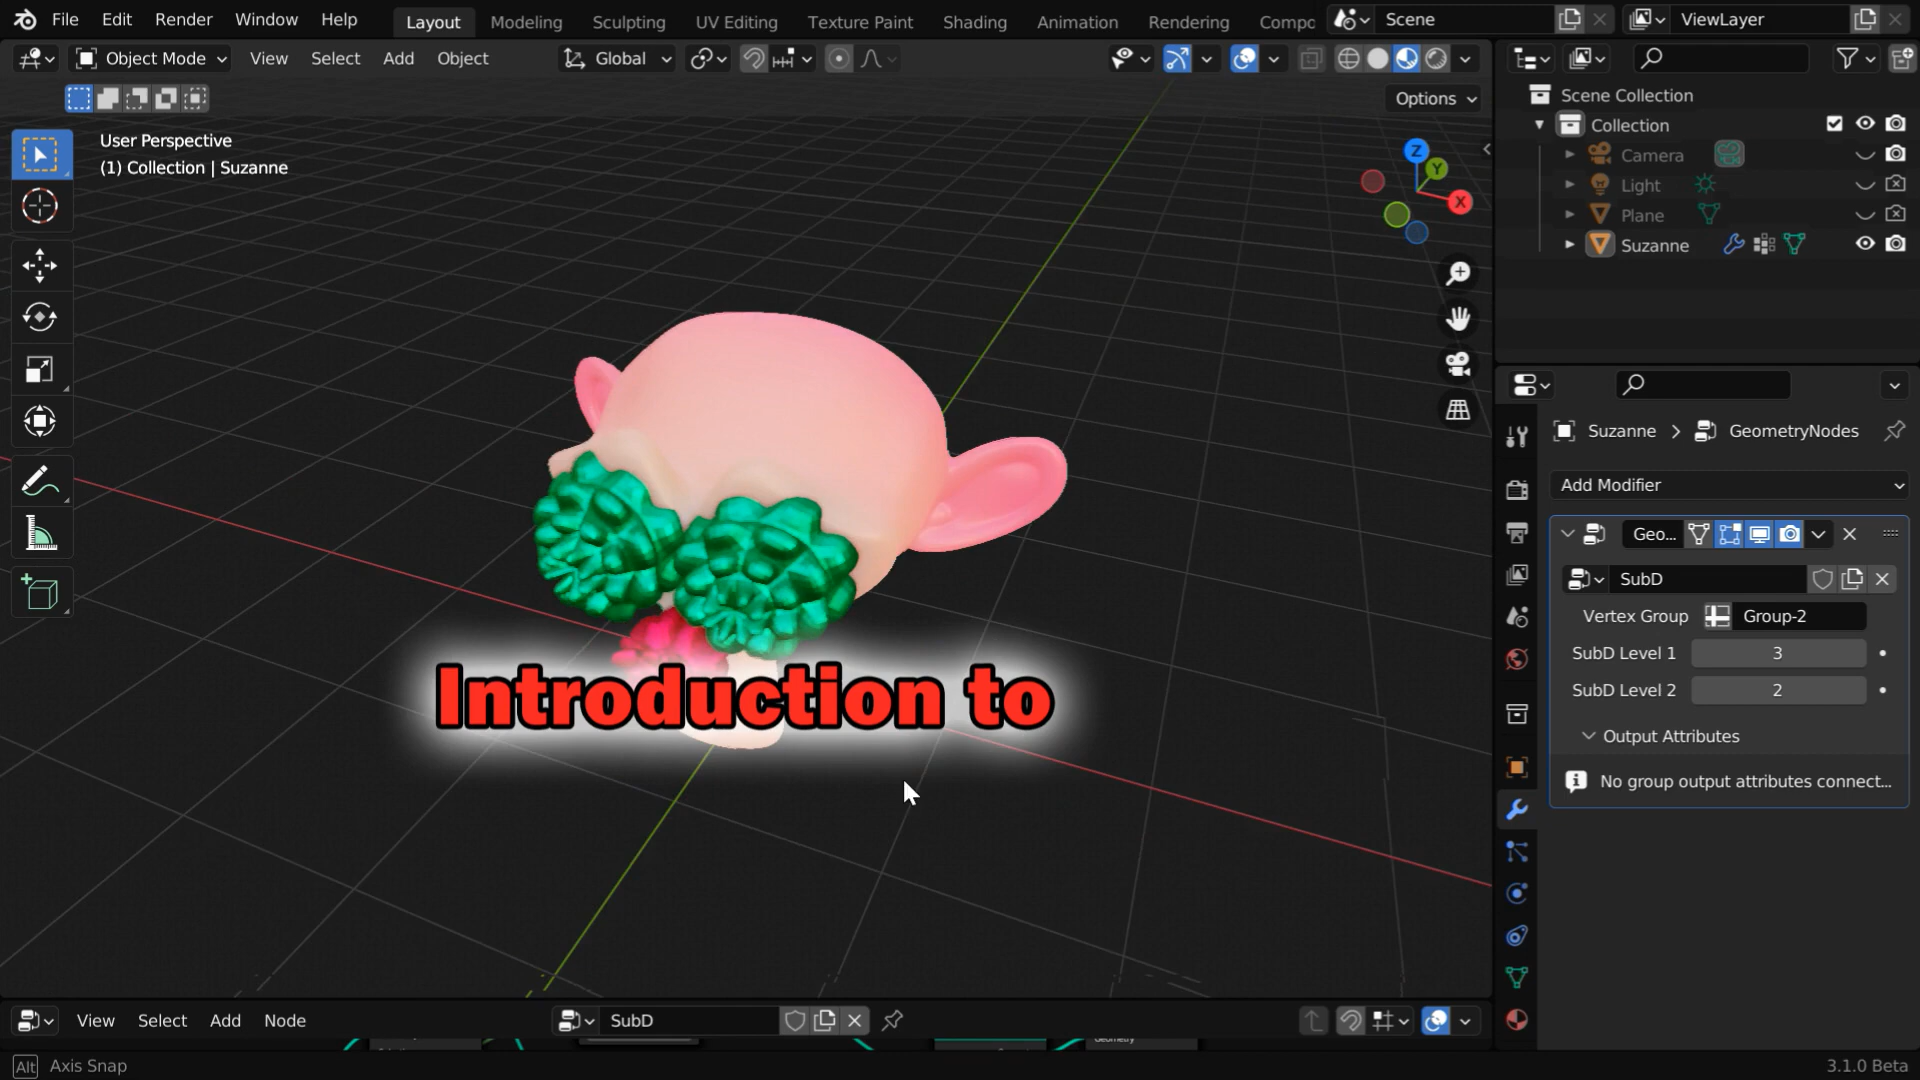 File Edit Render Window Help Layout Modeling Sculpting UV Editing Texture Paint Shading Animation Rendering Compo Scene ViewLayer
Object Mode View Select Add Object Global
Options
User Perspective
(1) Collection | Suzanne
Z
Y
X
Scene Collection
Collection
Camera
Light
Plane
Suzanne
Suzanne > GeometryNodes
Add Modifier
Geo...
SubD
Vertex Group Group-2
SubD Level 1 3
SubD Level 2 2
Output Attributes
No group output attributes connect...
Introduction to
View Select Add Node SubD
Geometry
Alt Axis Snap 3.1.0 Beta